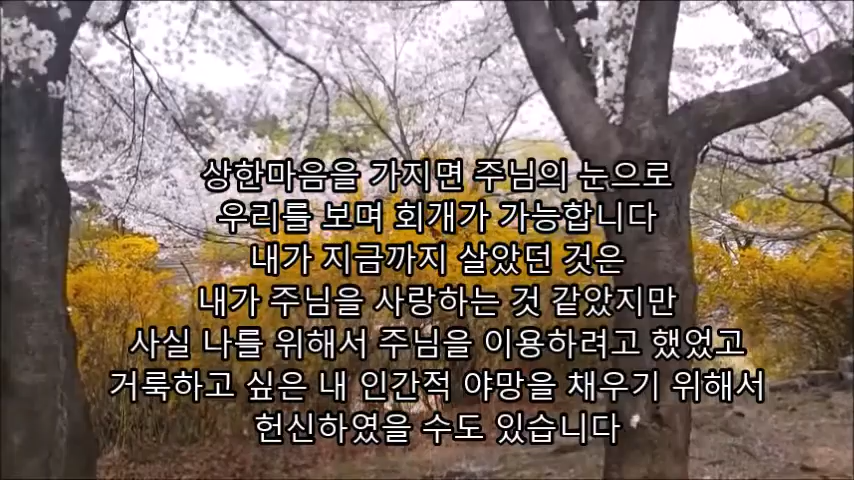 상한마음을 가지면 주님의 눈으로
우리를 보며 회개가 가능합니다
내가 지금까지 살았던 것은
내가 주님을 사랑하는 것 같았지만
사실 나를 위해서 주님을 이용하려고 했었고
거룩하고 싶은 내 인간적 야망을 채우기 위해서
헌신하였을 수도 있습니다